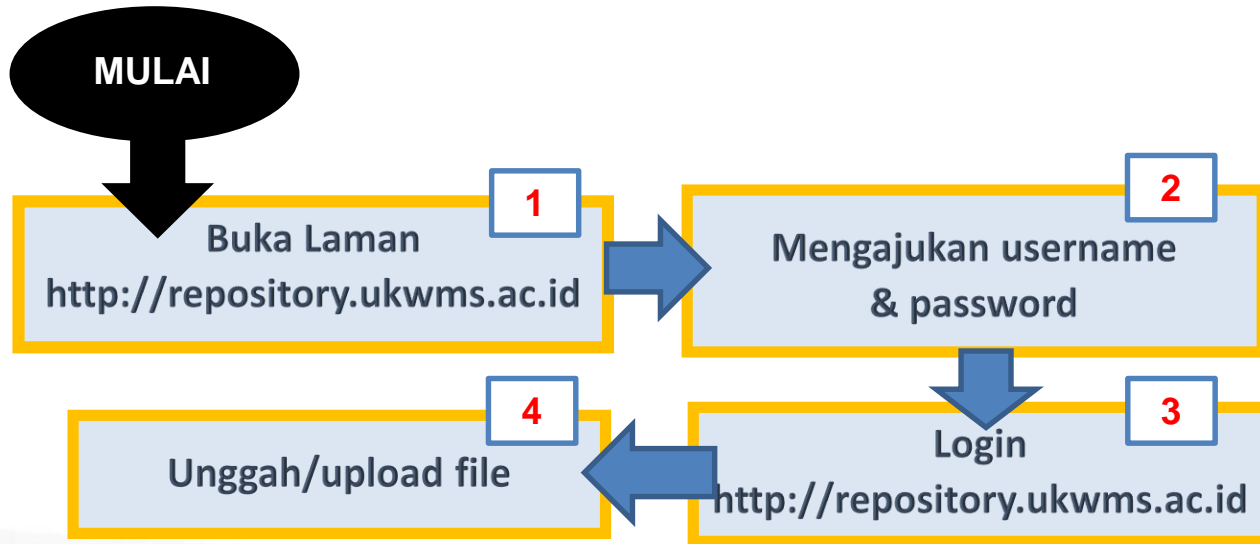 MULAI
1
Buka Laman
http://repository.ukwms.ac.id
2
Mengajukan username
& password
3
Login
http://repository.ukwms.ac.id
4
Unggah/upload file